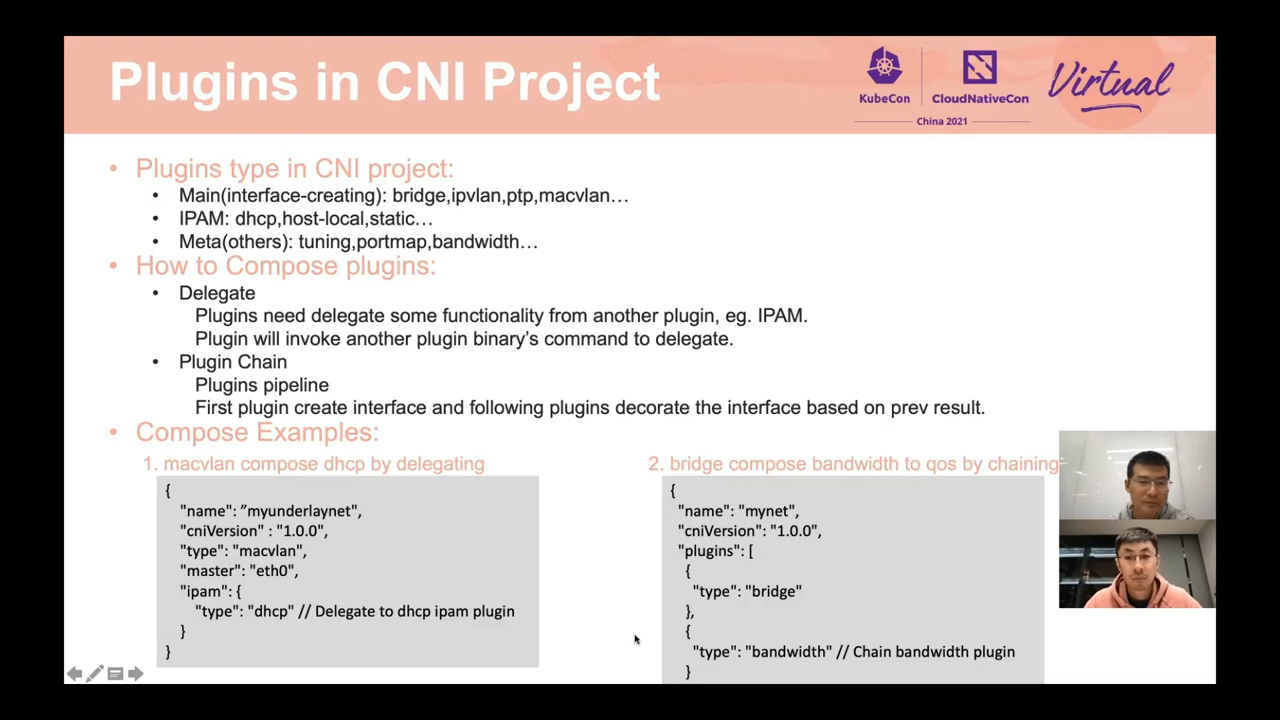 Plugins in CNI Project
KubeCon
CloudNativeCon
Virtual
China 2021
• Plugins type in CNI project:
• Main(interface-creating): bridge,ipvlan,ptp,macvlan…
• IPAM: dhcp,host-local,static…
• Meta(others): tuning,portmap,bandwidth…
• How to Compose plugins:
• Delegate
Plugins need delegate some functionality from another plugin, eg. IPAM.
Plugin will invoke another plugin binary’s command to delegate.
• Plugin Chain
Plugins pipeline
First plugin create interface and following plugins decorate the interface based on prev result.
• Compose Examples:
1. macvlan compose dhcp by delegating
{
"name": ”myunderlaynet",
"cniVersion" : "1.0.0",
"type": "macvlan",
"master": "eth0",
"ipam": {
"type": "dhcp" // Delegate to dhcp ipam plugin
}
}
2. bridge compose bandwidth to qos by chaining
{
"name": "mynet",
"cniVersion": "1.0.0",
"plugins": [
{
"type": "bridge"
},
{
"type": "bandwidth" // Chain bandwidth plugin
}